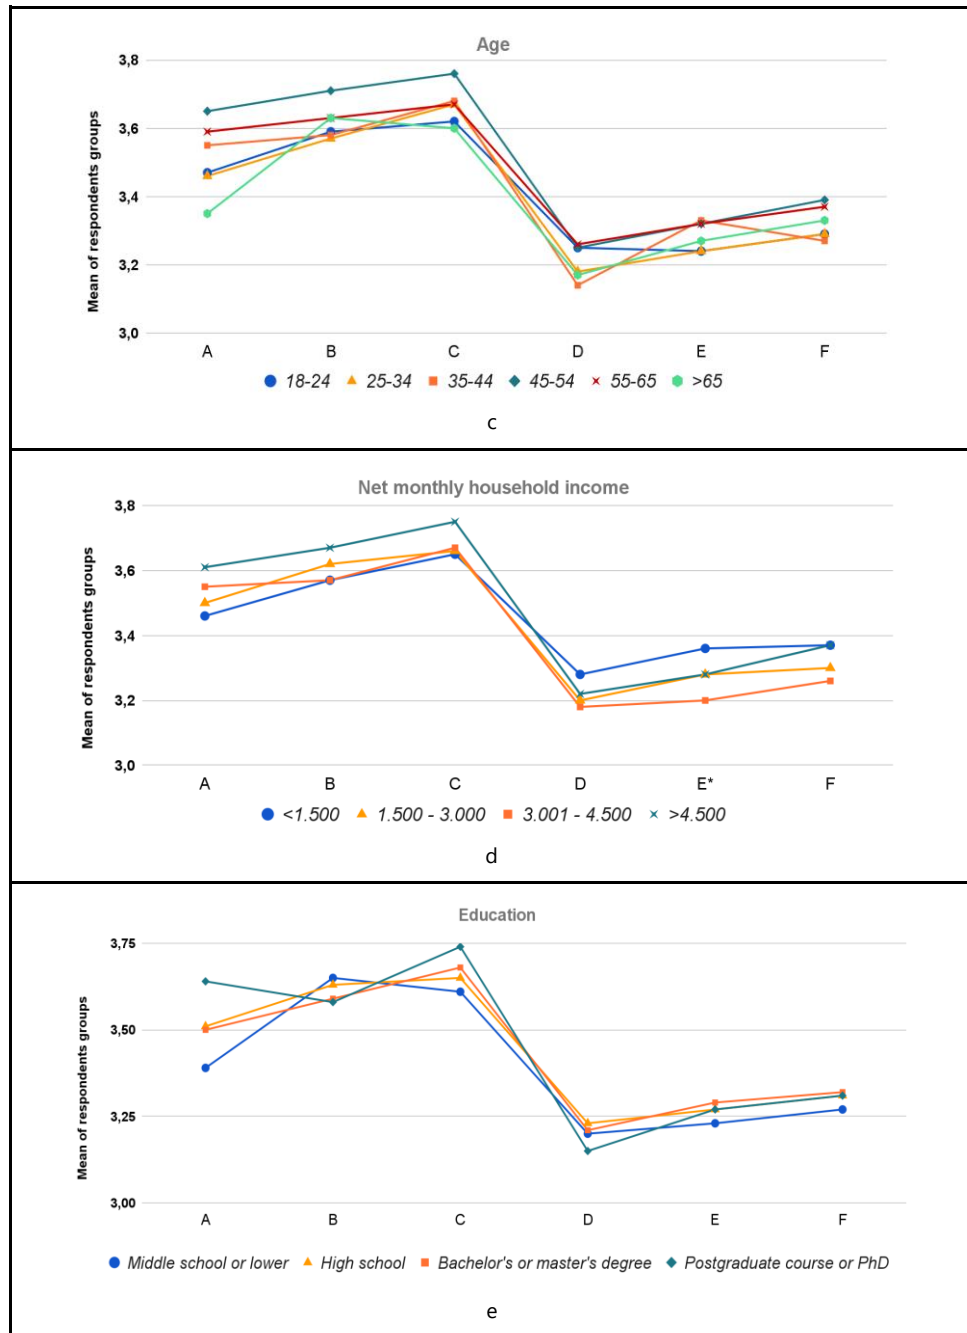 Age
3,8
3,6
3,4
3,2
3,0
Mean of respondents groups
A B C D E F
18-24 25-34 35-44 45-54 55-65 >65
c
Net monthly household income
3,8
3,6
3,4
3,2
3,0
Mean of respondents groups
A B C D E* F
<1.500 1.500 - 3.000 3.001 - 4.500 >4.500
d
Education
3,75
3,50
3,25
3,00
Mean of respondents groups
A B C D E F
Middle school or lower High school Bachelor's or master's degree Postgraduate course or PhD
e